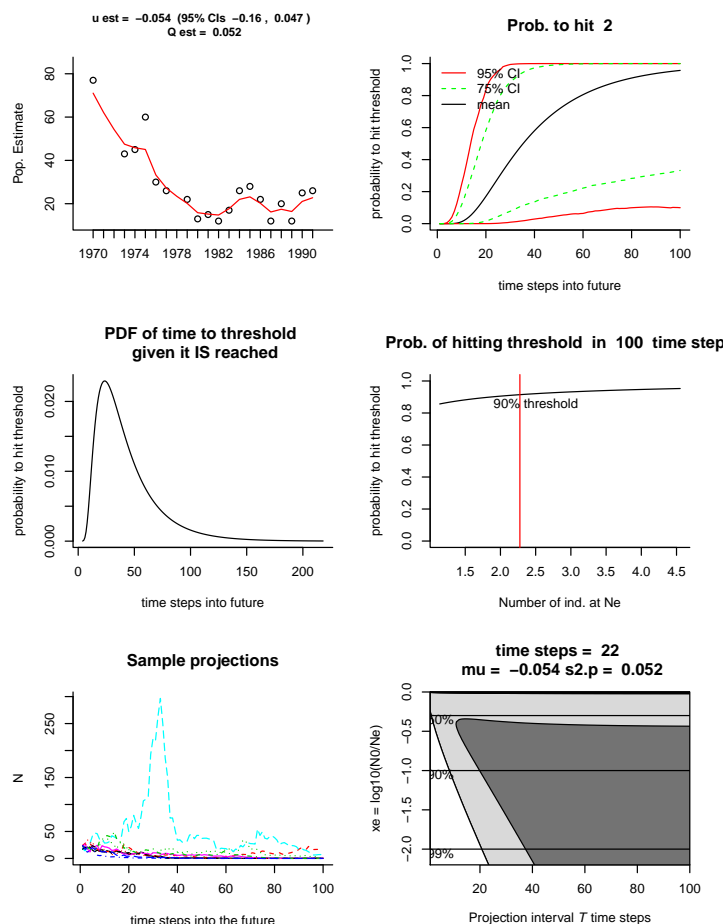 u est = -0.054 (95% CIs -0.16 , 0.047 )
Q est = 0.052
Pop. Estimate
80
60
40
20
1970 1974 1978 1982 1986 1990
Prob. to hit 2
probability to hit threshold
1.0
0.8
0.6
0.4
0.2
0.0
95% CI
75% CI
mean
0 20 40 60 80 100
time steps into future
PDF of time to threshold
given it IS reached
probability to hit threshold
0.020
0.010
0.000
0 50 100 150 200
time steps into future
Prob. of hitting threshold in 100 time step
probability to hit threshold
1.0
0.8
0.6
0.4
0.2
0.0
90% threshold
1.5 2.0 2.5 3.0 3.5 4.0 4.5
Number of ind. at Ne
Sample projections
N
250
150
50
0
0 20 40 60 80 100
time steps into the future
time steps = 22
mu = -0.054 s2.p = 0.052
xe = log10(N0/Ne)
0.0
-0.5
-1.0
-1.5
-2.0
90%
99%
20 40 60 80 100
Projection interval T time steps